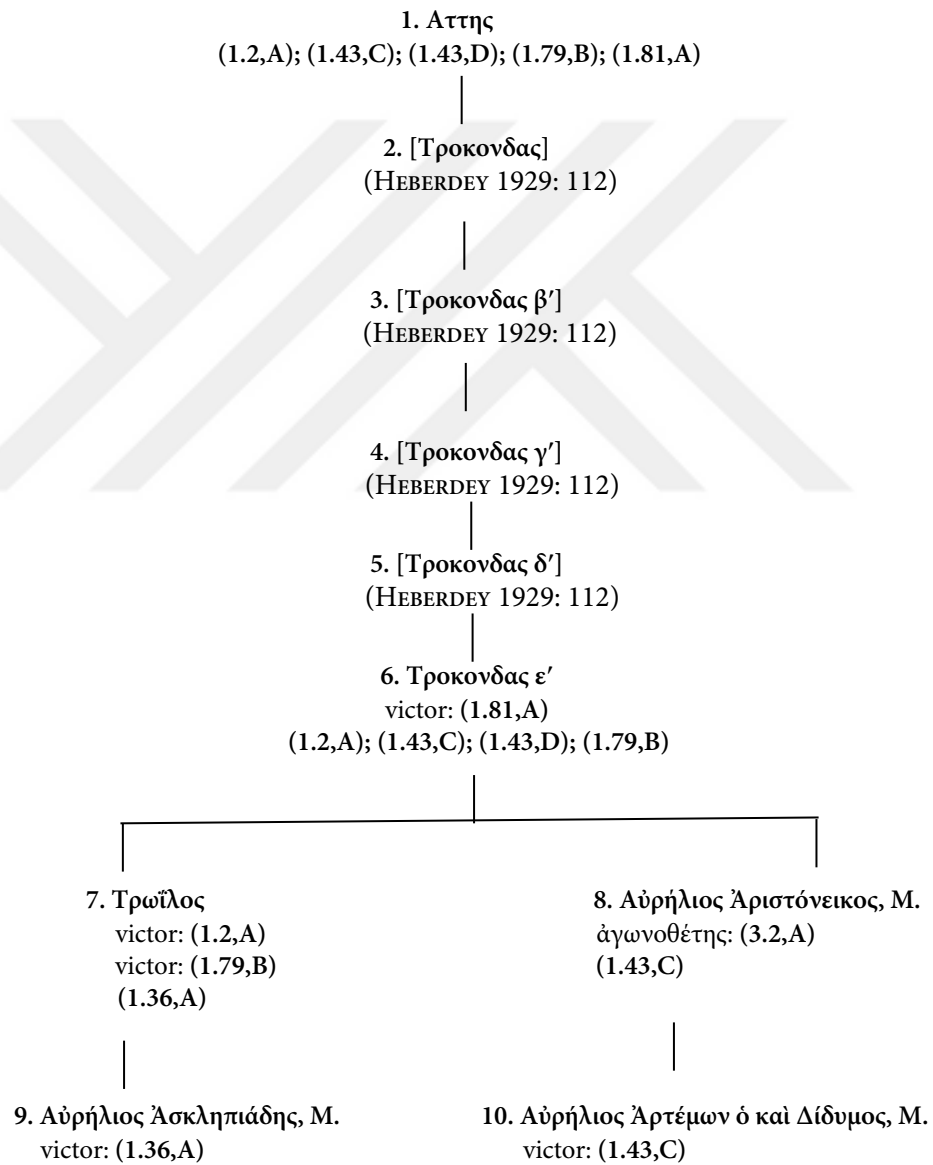 1. Αττης
(1.2,A); (1.43,C); (1.43,D); (1.79,B); (1.81,A)
2. [Τροκονδας]
(HEBERDEY 1929: 112)
3. [Τροκονδας β′]
(HEBERDEY 1929: 112)
4. [Τροκονδας γ′]
(HEBERDEY 1929: 112)
5. [Τροκονδας δ′]
(HEBERDEY 1929: 112)
6. Τροκονδας ε′
victor: (1.81,A)
(1.2,A); (1.43,C); (1.43,D); (1.79,B)
7. Τρωΐλος
victor: (1.2,A)
victor: (1.79,B)
(1.36,A)
8. Αὐρήλιος Ἀριστόνεικος, Μ.
ἀγωνοθέτης: (3.2,A)
(1.43,C)
9. Αὐρήλιος Ἀσκληπιάδης, Μ.
victor: (1.36,A)
10. Αὐρήλιος Ἀρτέμων ὁ καὶ Δίδυμος, Μ.
victor: (1.43,C)